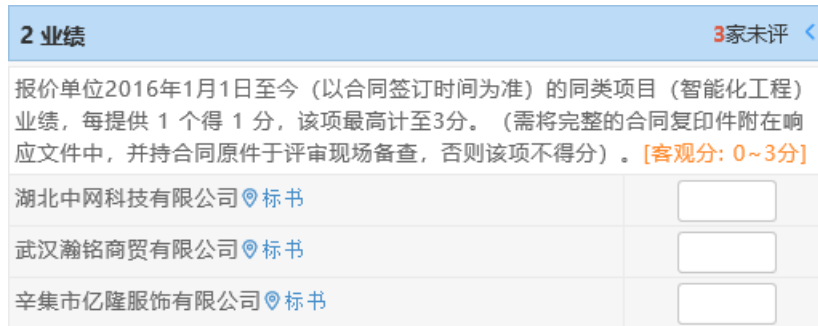 2 业绩 3家未评
报价单位2016年1月1日至今（以合同签订时间为准）的同类项目（智能化工程）
业绩，每提供 1 个得 1 分，该项最高计至3分。（需将完整的合同复印件附在响
应文件中，并持合同原件于评审现场备查，否则该项不得分）。[客观分: 0~3分]
湖北中网科技有限公司 标书
武汉瀚铭商贸有限公司 标书
辛集市亿隆服饰有限公司 标书